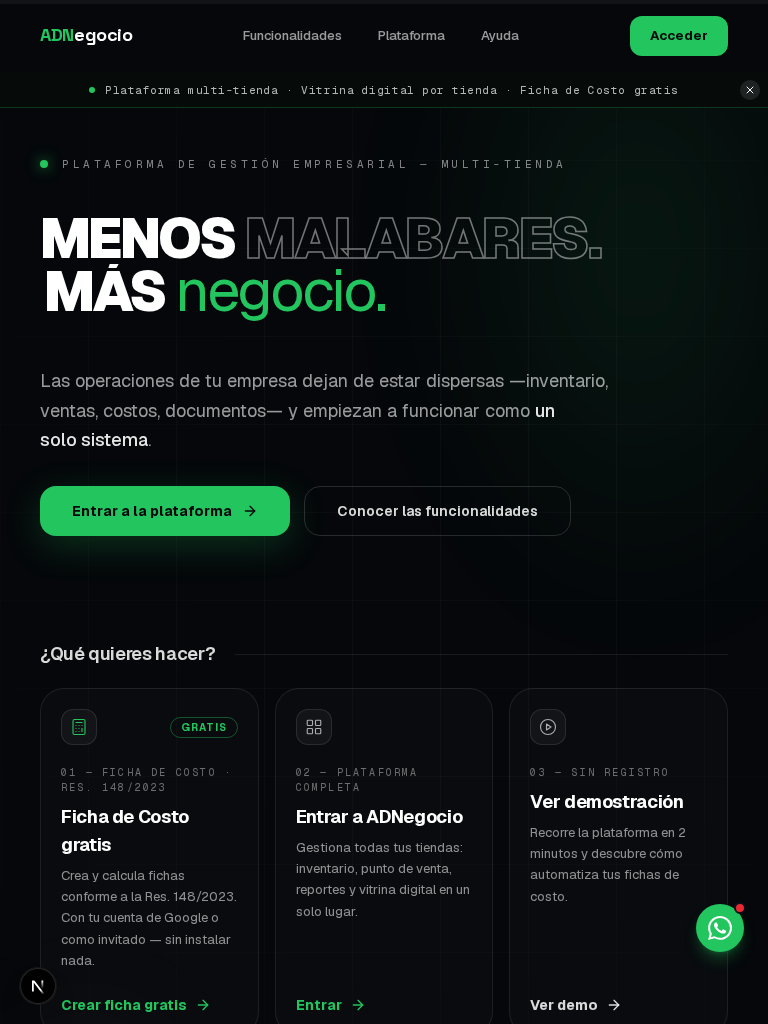 ADNegocio
Funcionalidades
Plataforma
Ayuda
Acceder
Plataforma multi-tienda · Vitrina digital por tienda · Ficha de Costo gratis
PLATAFORMA DE GESTIÓN EMPRESARIAL — MULTI-TIENDA
MENOS MALABARES.
MÁS negocio.
Las operaciones de tu empresa dejan de estar dispersas —inventario,
ventas, costos, documentos— y empiezan a funcionar como un
solo sistema.
Entrar a la plataforma
Conocer las funcionalidades
¿Qué quieres hacer?
GRATIS
01 — FICHA DE COSTO ·
RES. 148/2023
Ficha de Costo
gratis
Crea y calcula fichas
conforme a la Res. 148/2023.
Con tu cuenta de Google o
como invitado — sin instalar
nada.
Crear ficha gratis
02 — PLATAFORMA
COMPLETA
Entrar a ADNegocio
Gestiona todas tus tiendas:
inventario, punto de venta,
reportes y vitrina digital en un
solo lugar.
Entrar
03 — SIN REGISTRO
Ver demostración
Recorre la plataforma en 2
minutos y descubre cómo
automatiza tus fichas de
costo.
Ver demo
N